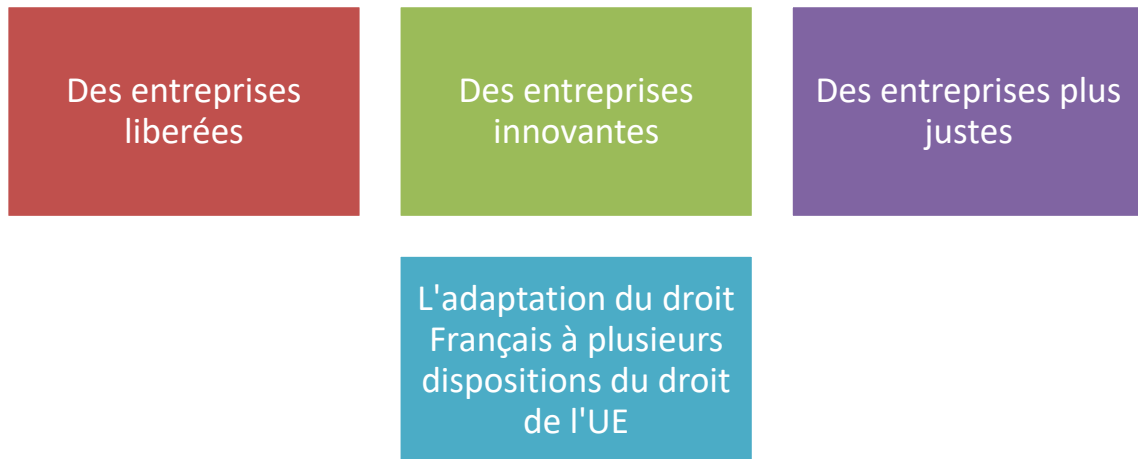 Des entreprises
liberées
Des entreprises
innovantes
Des entreprises plus
justes
L'adaptation du droit
Français à plusieurs
dispositions du droit
de l'UE